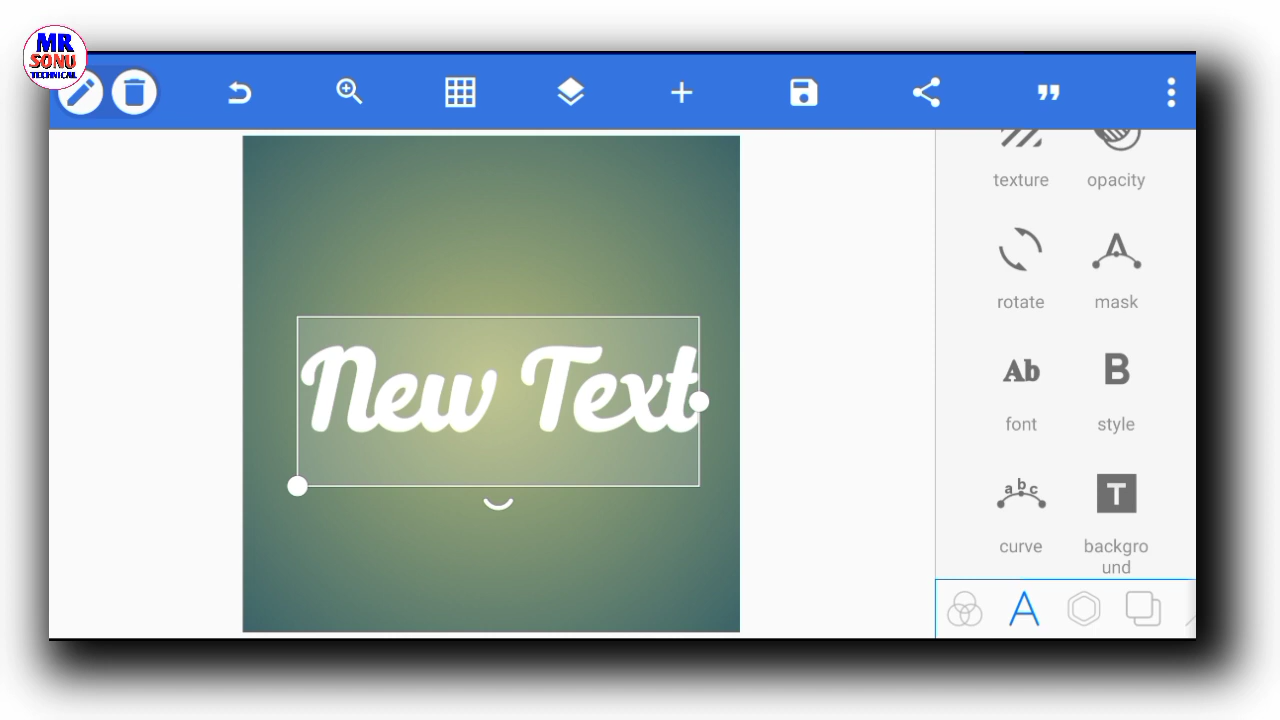 MR
SONU
TECHNICAL
texture
opacity
rotate
mask
New Text
Ab
font
B
style
abc
curve
T
backgro
und
A